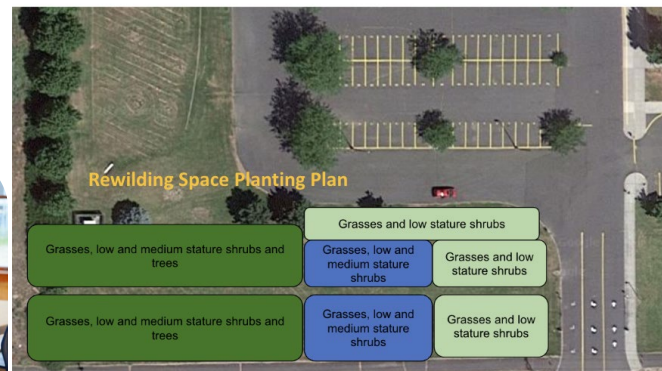 Rewilding Space Planting Plan
Grasses and low stature shrubs
Grasses, low and medium stature shrubs and
trees
Grasses, low and
medium stature
shrubs
Grasses and low
stature shrubs
Grasses, low and medium stature shrubs and
trees
Grasses, low and
medium stature
shrubs
Grasses and low
stature shrubs